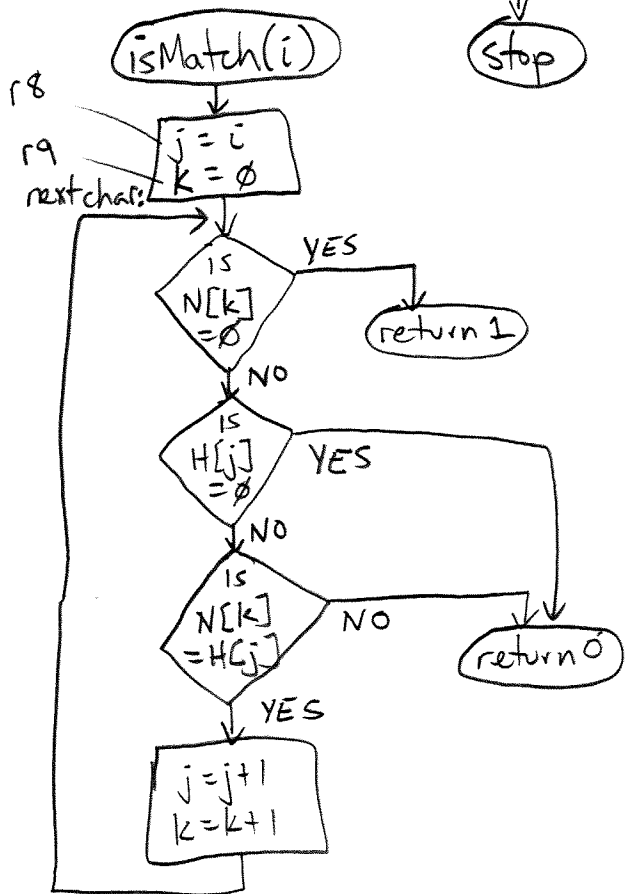 isMatch(i)
stop
r8
r9
j = i
k = ∅
nextchar:
is
N[k]
=∅
YES
return 1
NO
is
H[j]
=∅
YES
NO
is
N[k]
=H[j]
NO
return 0
YES
j=j+1
k=k+1